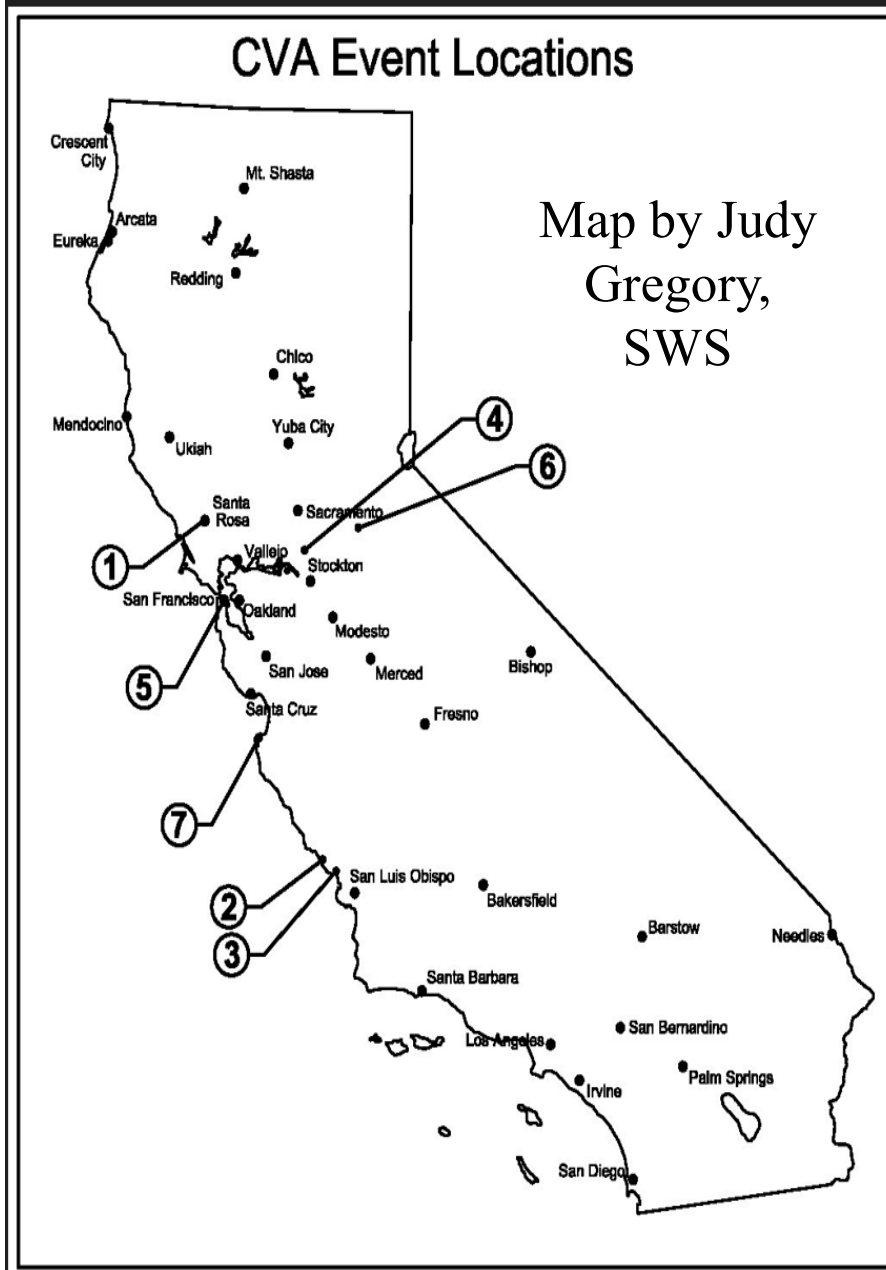 CVA Event Locations
Map by Judy
Gregory,
SWS
Crescent
City
Mt. Shasta
Arcata
Eureka
Redding
Chico
Mendocino
Ukiah
Yuba City
4
6
Santa
Rosa
Sacramento
1
Vallejo
Stockton
San Francisco
Oakland
Modesto
5
San Jose
Merced
Bishop
Santa Cruz
Fresno
7
2
San Luis Obispo
Bakersfield
3
Barstow
Needles
Santa Barbara
Los Angeles
San Bernardino
Palm Springs
Irvine
San Diego